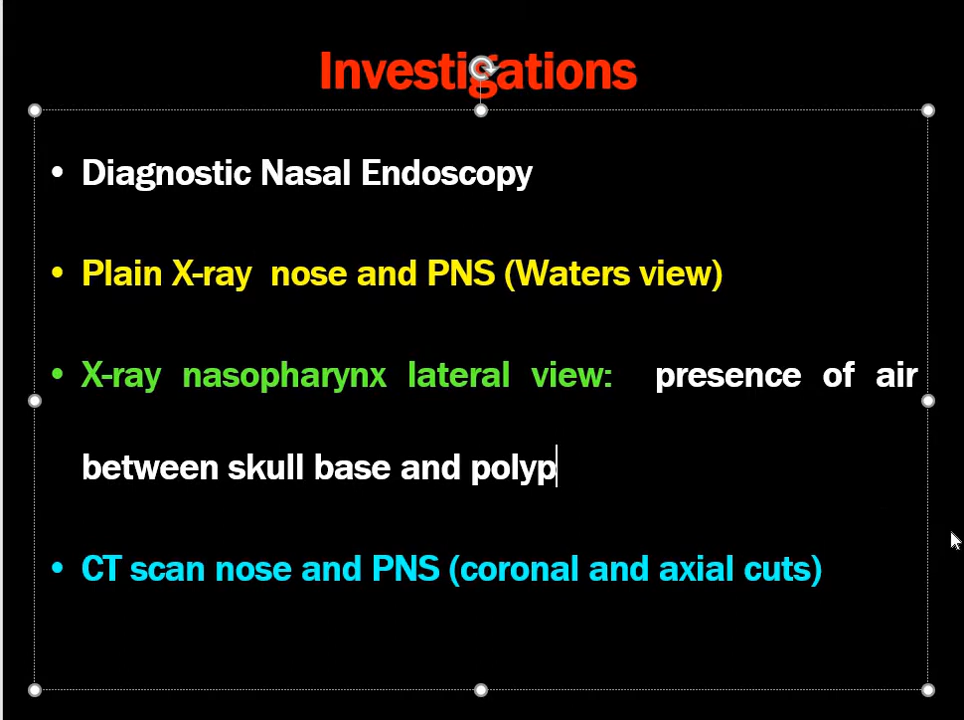 Investigations
• Diagnostic Nasal Endoscopy
• Plain X-ray  nose and PNS (Waters view)
• X-ray nasopharynx lateral view:  presence of air
between skull base and polyp
• CT scan nose and PNS (coronal and axial cuts)